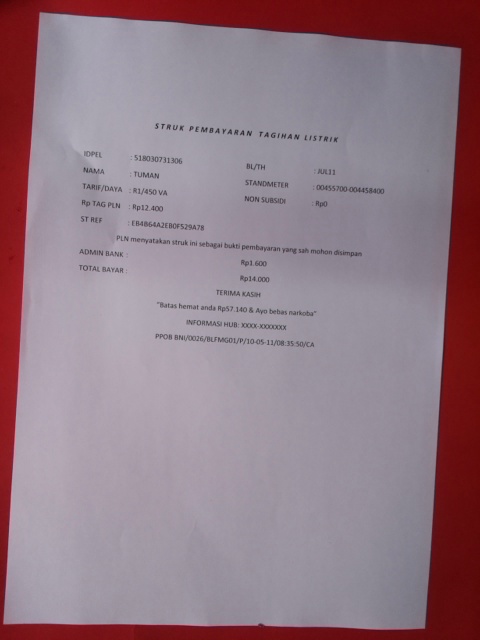 STRUK PEMBAYARAN TAGIHAN LISTRIK
IDPEL : 518030731306 BL/TH : JUL11
NAMA : TUMAN STANDMETER : 00455700-004458400
TARIF/DAYA : R1/450 VA NON SUBSIDI : Rp0
Rp TAG PLN : Rp12.400
ST REF : EB4B64A2EB0F529A78
PLN menyatakan struk ini sebagai bukti pembayaran yang sah mohon disimpan
ADMIN BANK : Rp1.600
TOTAL BAYAR : Rp14.000
TERIMA KASIH
"Batas hemat anda Rp57.140 & Ayo bebas narkoba"
INFORMASI HUB: XXXX-XXXXXXX
PPOB BNI/0026/BLFMG01/P/10-05-11/08:35:50/CA